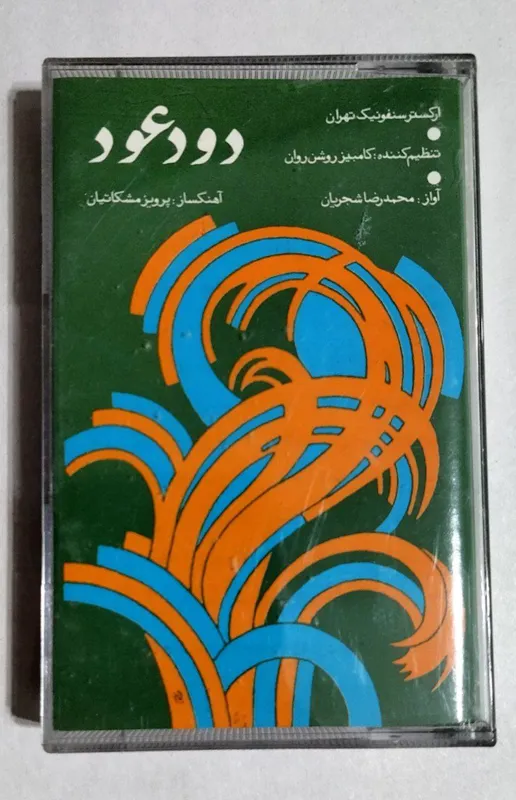 ارکستر سنفونیک تهران
دود عود
تنظیم‌کننده : کامبیز روشن‌روان
آواز : محمدرضا شجریان
آهنگساز : پرویز مشکاتیان